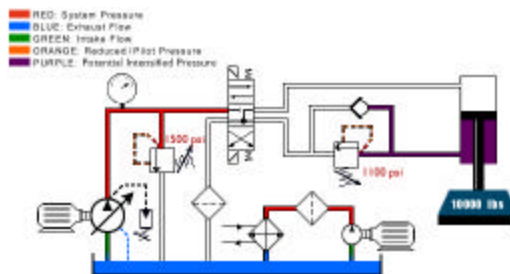 RED: System Pressure
BLUE: Exhaust Flow
GREEN: Intake Flow
ORANGE: Reduced/Pilot Pressure
PURPLE: Potential Intensified Pressure
1500 psi
1100 psi
10000 lbs